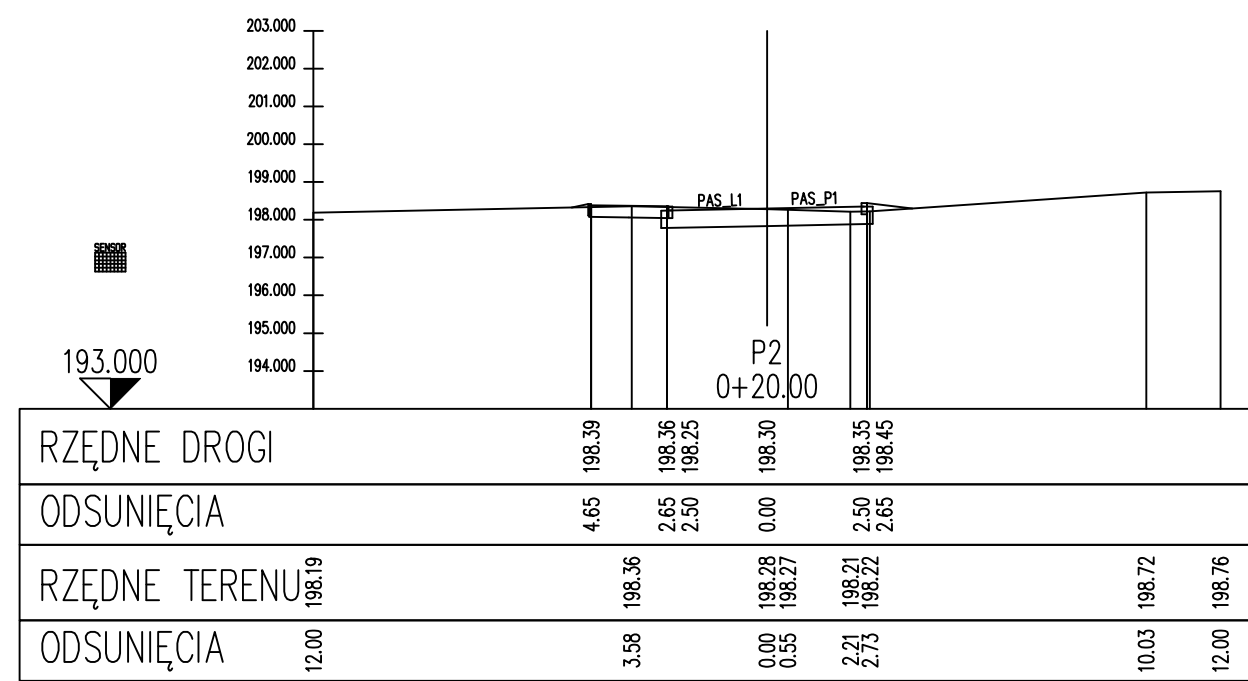 203.000
202.000
201.000
200.000
199.000
198.000
197.000
196.000
195.000
194.000
PAS_L1 PAS_P1
SENSOR
193.000
P2
0+20.00
RZĘDNE DROGI 198.39 198.36 198.25 198.30 198.35 198.45
ODSUNIĘCIA 4.65 2.65 2.50 0.00 2.50 2.65
RZĘDNE TERENU 198.19 198.36 198.28 198.27 198.21 198.22 198.72 198.76
ODSUNIĘCIA 12.00 3.58 0.00 0.55 2.21 2.73 10.03 12.00